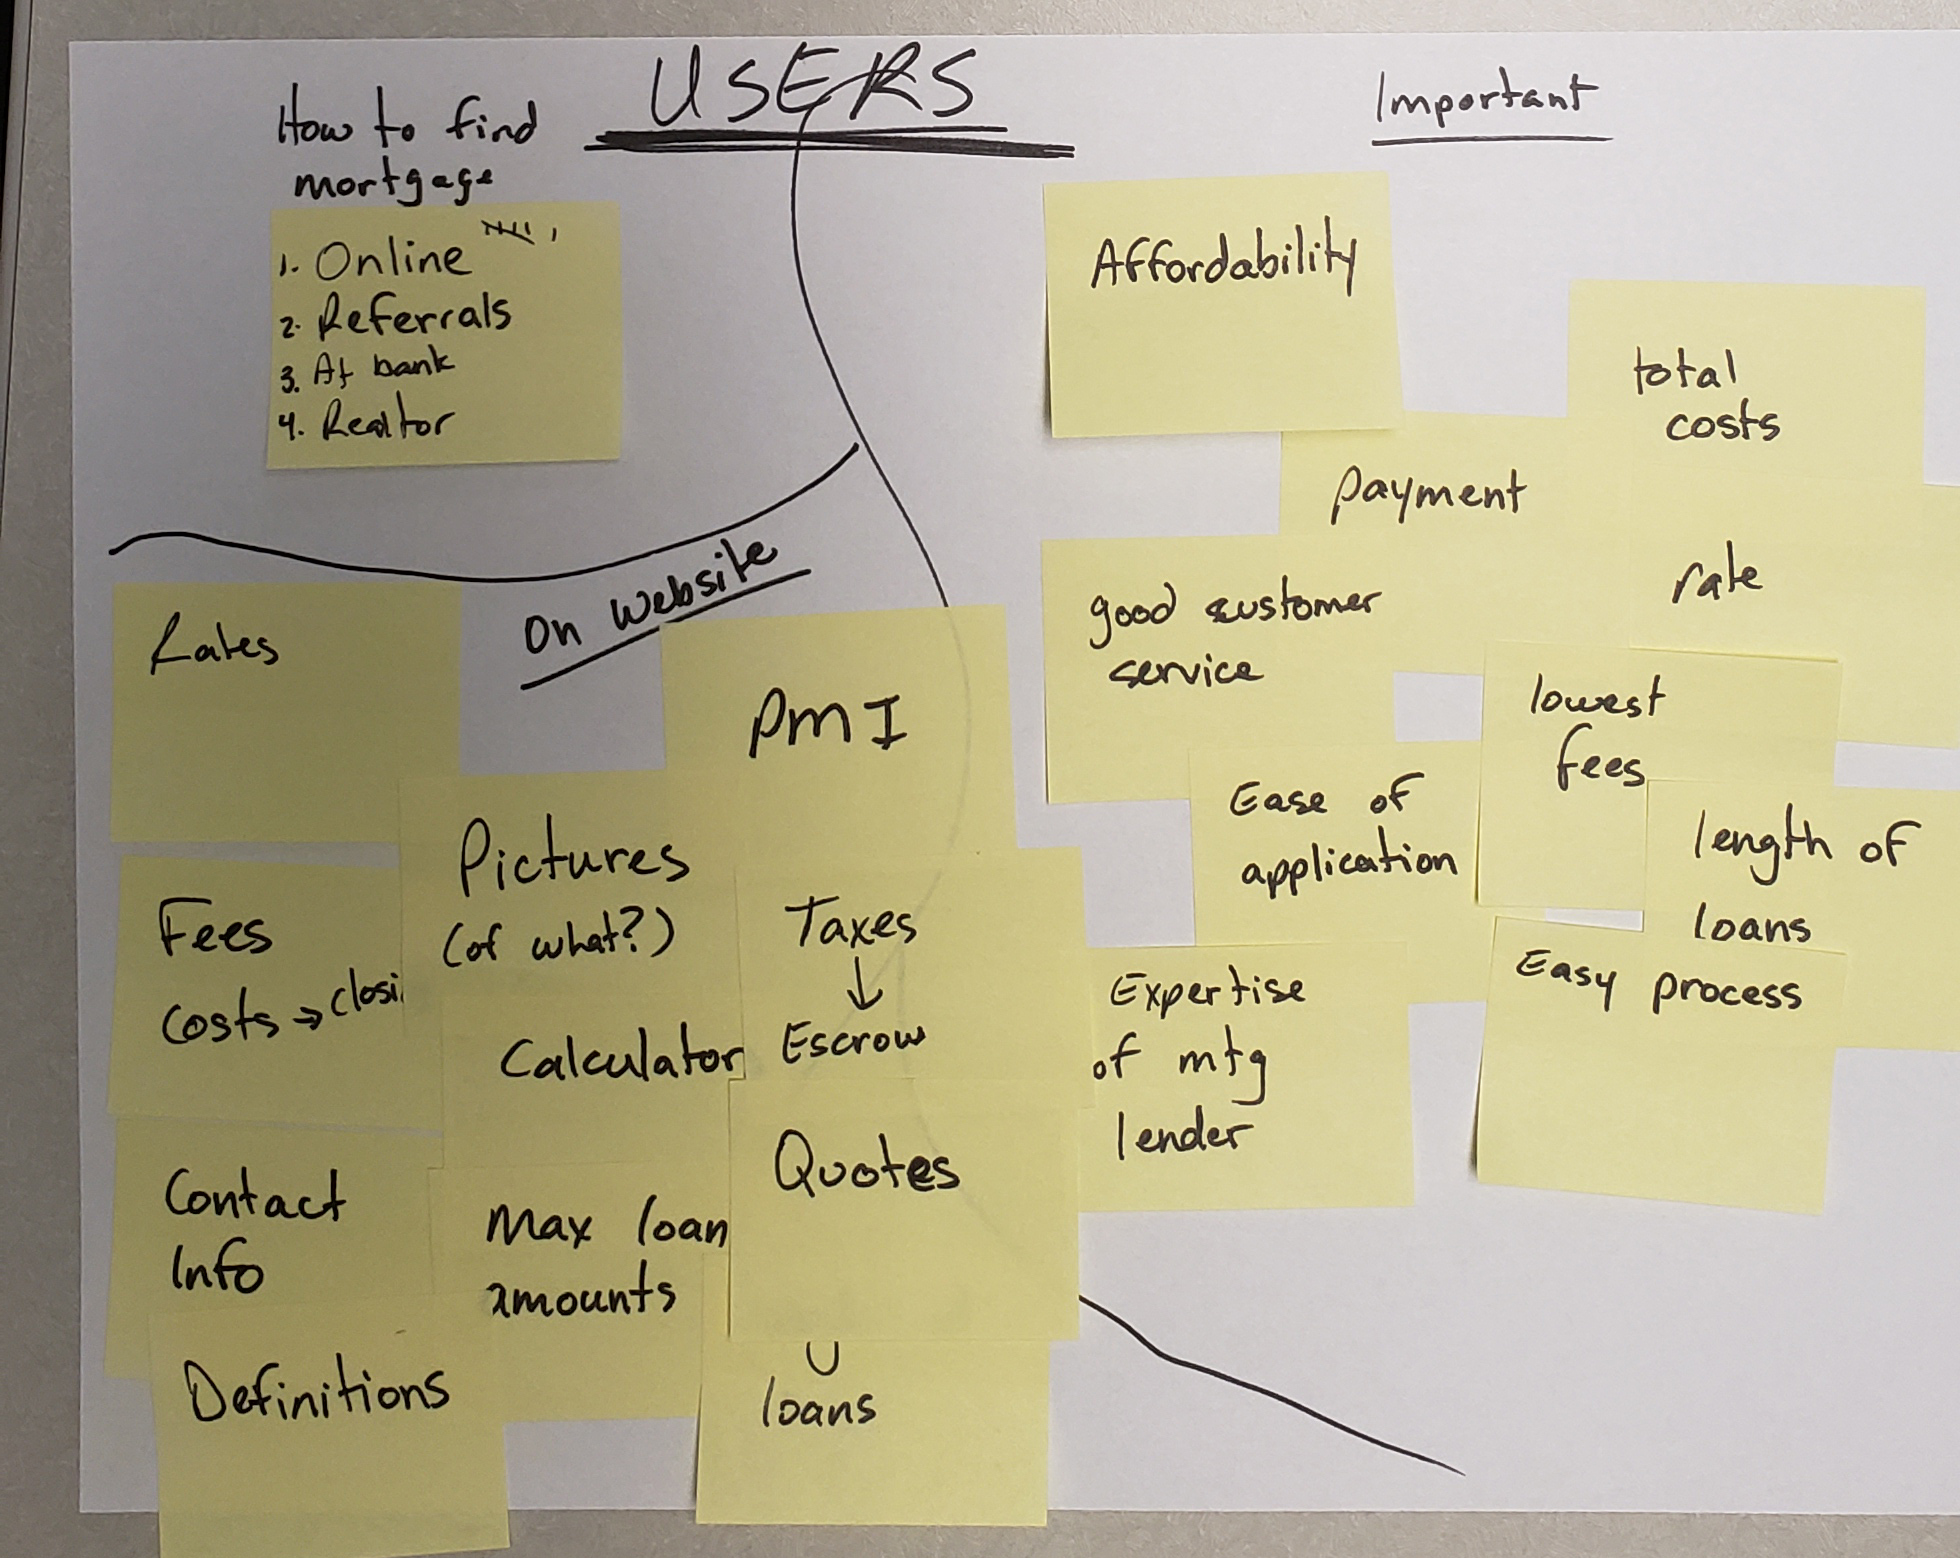 USERS
How to find
mortgage
1. Online
2. Referrals
3. At bank
4. Realtor
On website
Rates
PMI
Pictures
(of what?)
Fees
costs → closi
Taxes
↓
Escrow
Calculator
Contact
Info
Max loan
amounts
Quotes
Definitions
loans
Important
Affordability
total
costs
payment
rate
good customer
service
lowest
fees
Ease of
application
length of
loans
Expertise
of mtg
lender
Easy process